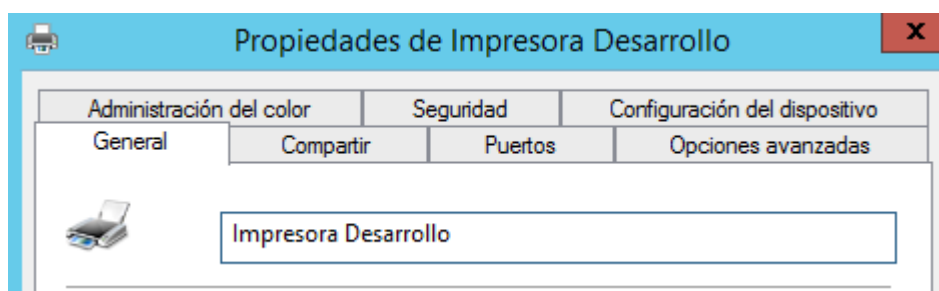 Propiedades de Impresora Desarrollo
x
Administración del color Seguridad Configuración del dispositivo
General Compartir Puertos Opciones avanzadas
Impresora Desarrollo